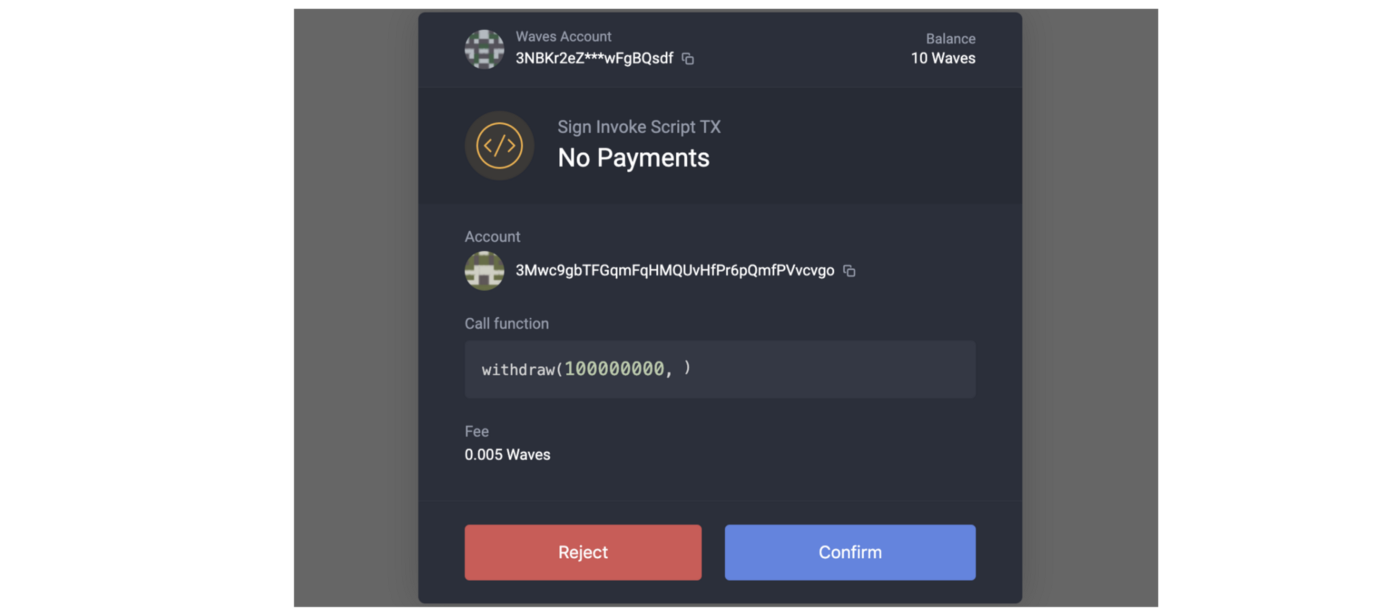 Waves Account
3NBKr2eZ***wFgBQsdf
Balance
10 Waves
Sign Invoke Script TX
No Payments
Account
3Mwc9gbTFGqmFqHMQUvHfPr6pQmfPVvcvgo
Call function
withdraw(100000000, )
Fee
0.005 Waves
Reject
Confirm